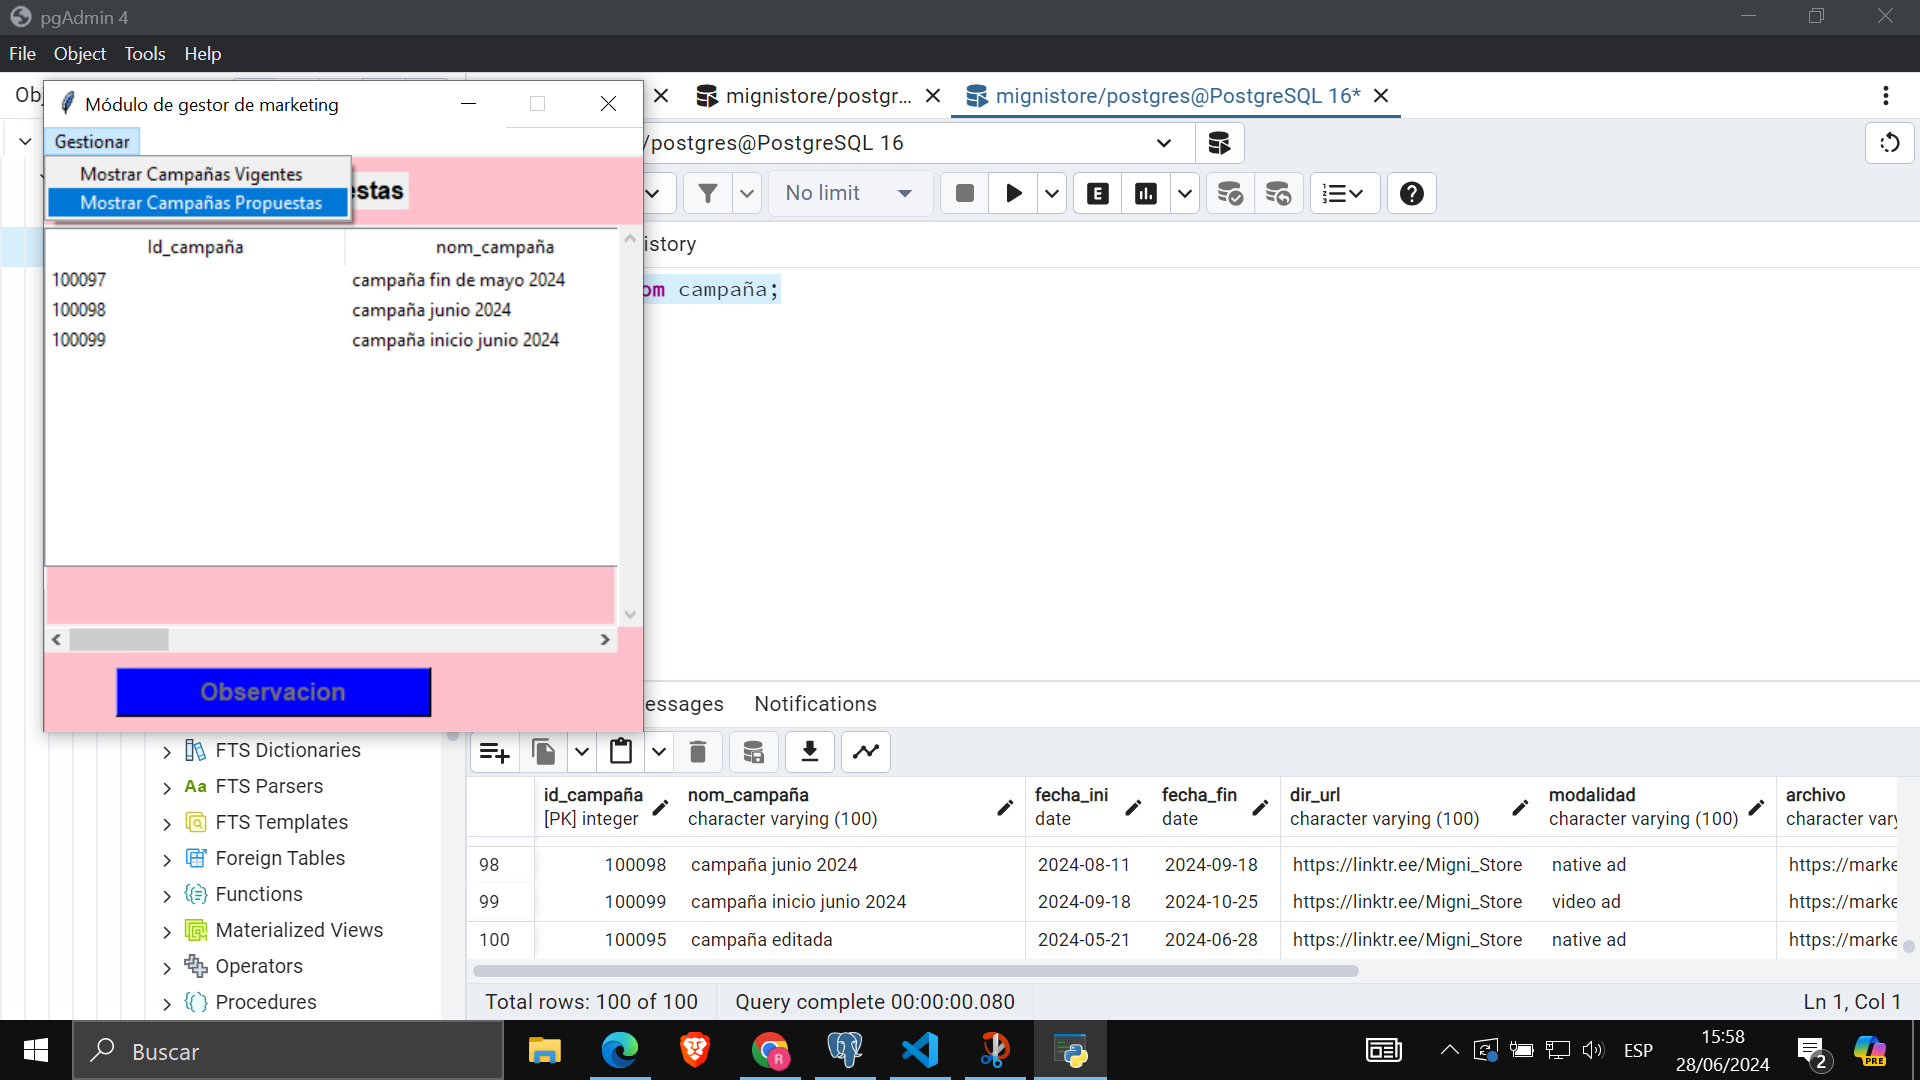 pgAdmin 4
File Object Tools Help
Módulo de gestor de marketing
mignistore/postgr...
mignistore/postgres@PostgreSQL 16*
Gestionar
/postgres@PostgreSQL 16
Mostrar Campañas Vigentes
Mostrar Campañas Propuestas
estas
No limit
E
Id_campaña nom_campaña
istory
100097 campaña fin de mayo 2024
100098 campaña junio 2024
100099 campaña inicio junio 2024
om campaña;
Observacion
essages Notifications
FTS Dictionaries
Aa FTS Parsers
FTS Templates
Foreign Tables
Functions
Materialized Views
Operators
Procedures
id_campaña nom_campaña fecha_ini fecha_fin dir_url modalidad archivo
[PK] integer character varying (100) date date character varying (100) character varying (100) character vary
98 100098 campaña junio 2024 2024-08-11 2024-09-18 https://linktr.ee/Migni_Store native ad https://marke
99 100099 campaña inicio junio 2024 2024-09-18 2024-10-25 https://linktr.ee/Migni_Store video ad https://marke
100 100095 campaña editada 2024-05-21 2024-06-28 https://linktr.ee/Migni_Store native ad https://marke
Total rows: 100 of 100 Query complete 00:00:00.080 Ln 1, Col 1
Buscar
R
ESP
15:58
28/06/2024
2
PRE